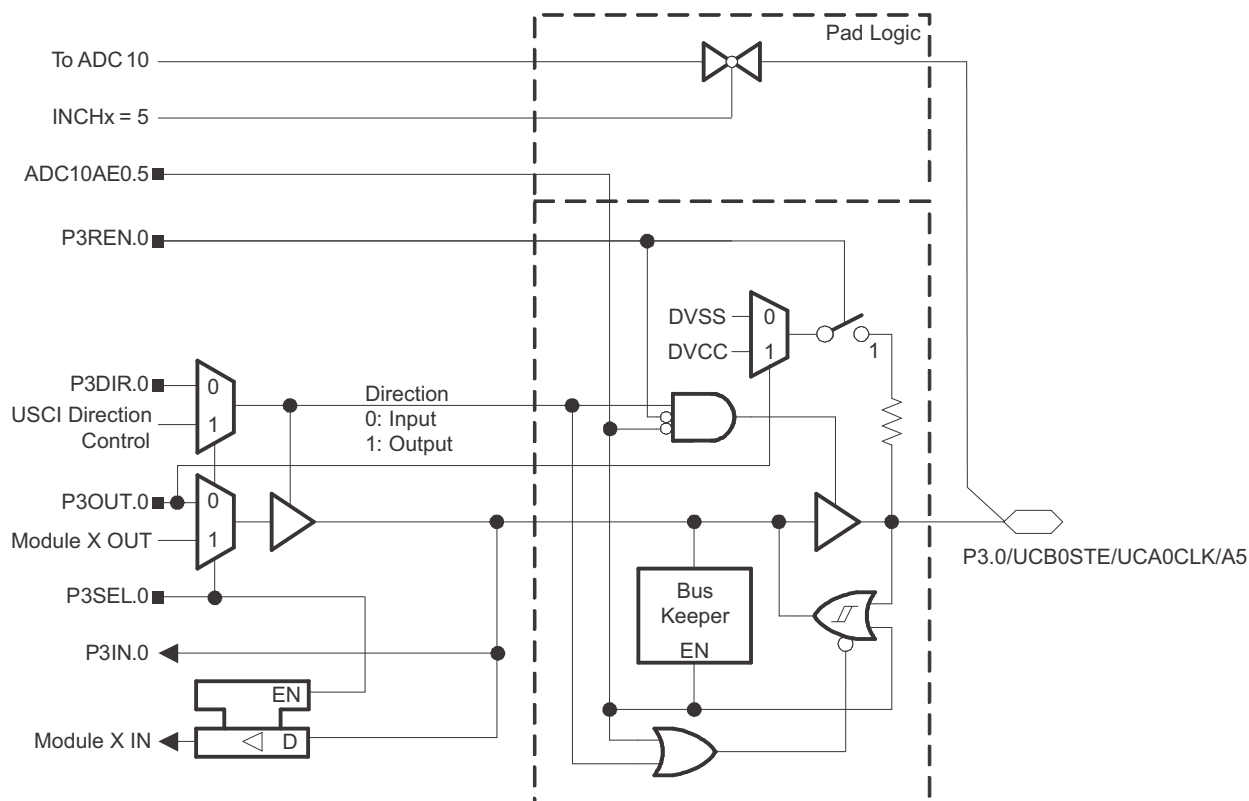 Pad Logic
To ADC 10
INCHx = 5
ADC10AE0.5
P3REN.0
DVSS
0
DVCC
1
1
P3DIR.0
0
USCI Direction
Control
1
Direction
0: Input
1: Output
P3OUT.0
0
Module X OUT
1
P3SEL.0
P3IN.0
EN
Module X IN
D
Bus
Keeper
EN
P3.0/UCB0STE/UCA0CLK/A5